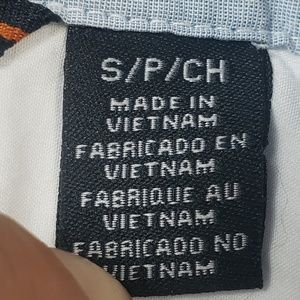 S/P/CH
MADE IN
VIETNAM
FABRICADO EN
VIETNAM
FABRIQUE AU
VIETNAM
FABRICADO NO
VIETNAM